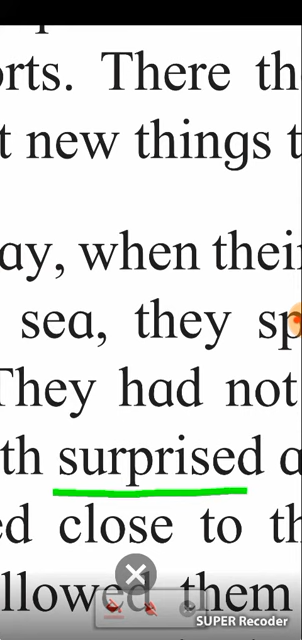 orts. There th
t new things t
ay, when thei
sea, they sp
They had not
th surprised a
ed close to th
llowed them
SUPER Recoder